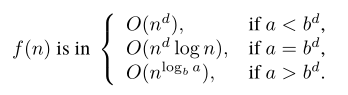 O(n^d), if a < b^d,
f(n) is in { O(n^d log n), if a = b^d,
O(n^{log_b a}), if a > b^d.